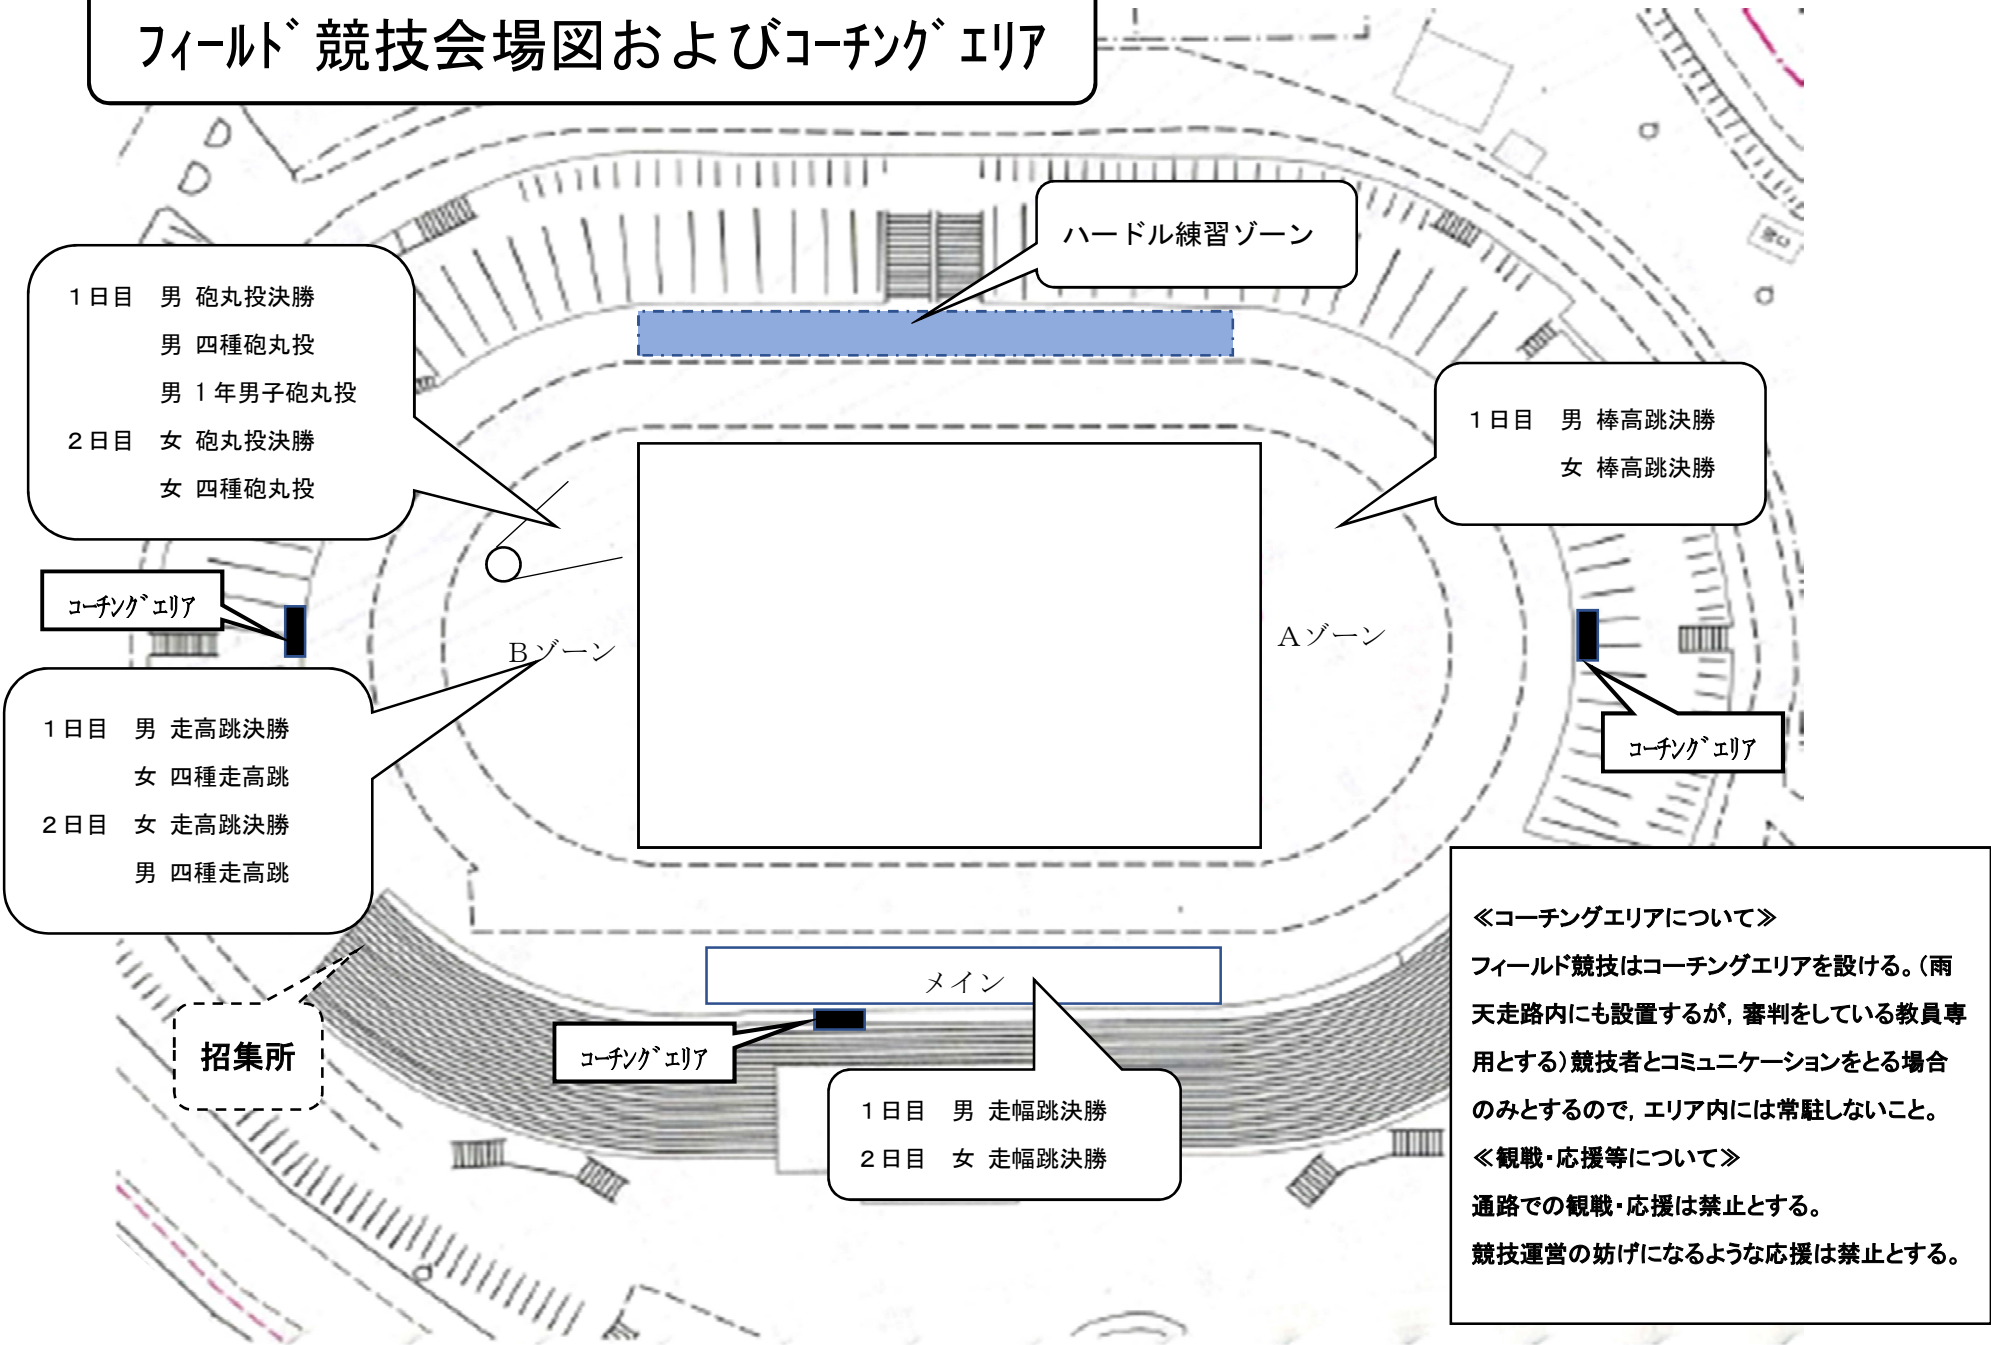 フィールド競技会場図およびコーチングエリア
ハードル練習ゾーン
1日目 男 砲丸投決勝
男 四種砲丸投
男 1年男子砲丸投
2日目 女 砲丸投決勝
女 四種砲丸投
1日目 男 棒高跳決勝
女 棒高跳決勝
コーチングエリア
Bゾーン
Aゾーン
コーチングエリア
1日目 男 走高跳決勝
女 四種走高跳
2日目 女 走高跳決勝
男 四種走高跳
メイン
招集所
コーチングエリア
1日目 男 走幅跳決勝
2日目 女 走幅跳決勝
≪コーチングエリアについて≫
フィールド競技はコーチングエリアを設ける。(雨
天走路内にも設置するが,審判をしている教員専
用とする)競技者とコミュニケーションをとる場合
のみとするので,エリア内には常駐しないこと。
≪観戦・応援等について≫
通路での観戦・応援は禁止とする。
競技運営の妨げになるような応援は禁止とする。